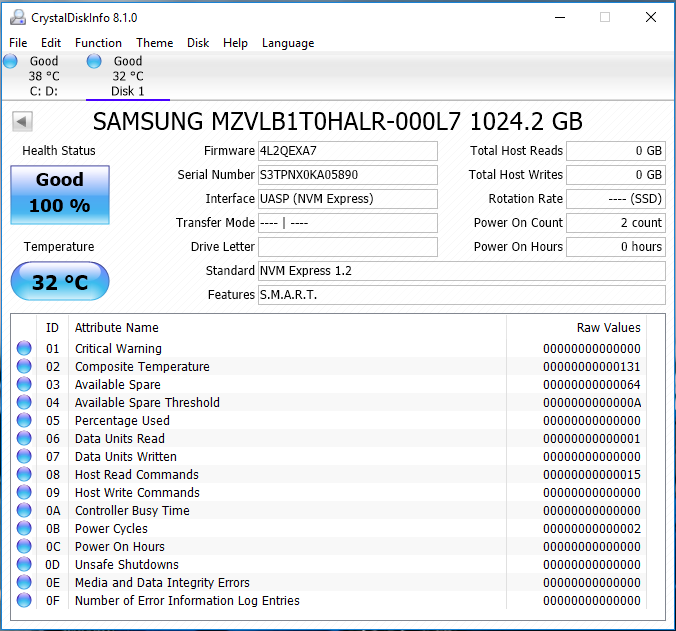 CrystalDiskInfo 8.1.0
File Edit Function Theme Disk Help Language
Good Good
38 °C 32 °C
C: D: Disk 1
SAMSUNG MZVLB1T0HALR-000L7 1024.2 GB
Health Status
Good
100 %
Temperature
32 °C
Firmware 4L2QEXA7
Serial Number S3TPNX0KA05890
Interface UASP (NVM Express)
Transfer Mode ---- | ----
Drive Letter
Total Host Reads 0 GB
Total Host Writes 0 GB
Rotation Rate ---- (SSD)
Power On Count 2 count
Power On Hours 0 hours
Standard NVM Express 1.2
Features S.M.A.R.T.
ID Attribute Name Raw Values
01 Critical Warning 00000000000000
02 Composite Temperature 00000000000131
03 Available Spare 00000000000064
04 Available Spare Threshold 0000000000000A
05 Percentage Used 00000000000000
06 Data Units Read 00000000000001
07 Data Units Written 00000000000000
08 Host Read Commands 00000000000015
09 Host Write Commands 00000000000000
0A Controller Busy Time 00000000000000
0B Power Cycles 00000000000002
0C Power On Hours 00000000000000
0D Unsafe Shutdowns 00000000000000
0E Media and Data Integrity Errors 00000000000000
0F Number of Error Information Log Entries 00000000000000